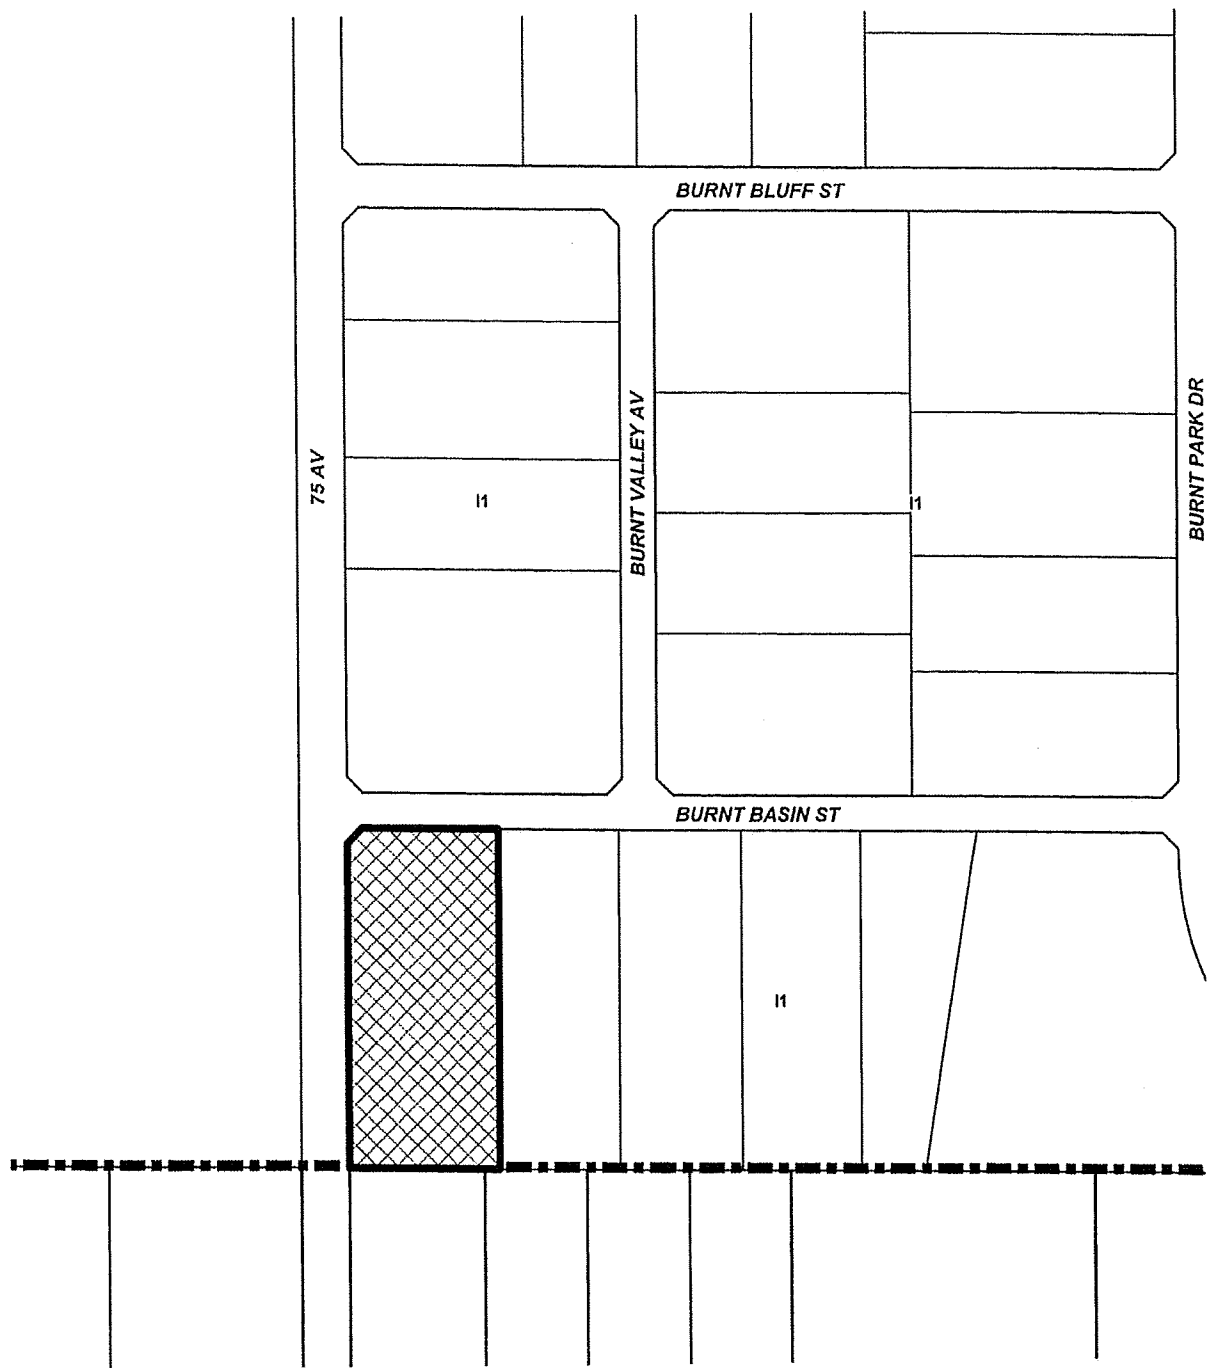 BURNT BLUFF ST
75 AV
I1
BURNT VALLEY AV
I1
BURNT PARK DR
BURNT BASIN ST
I1